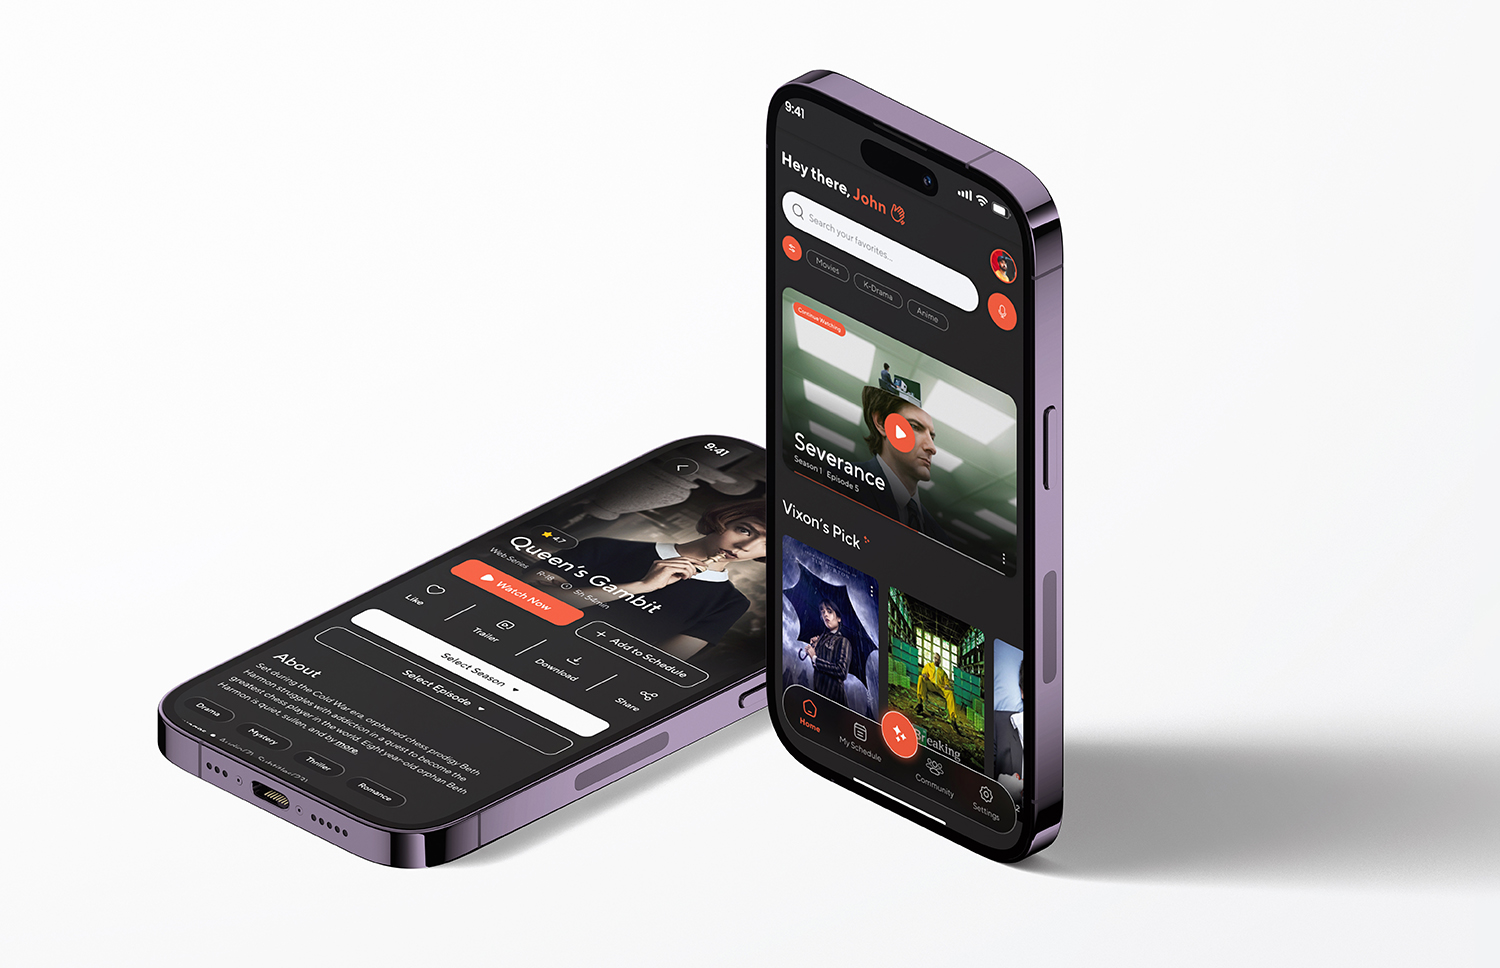 9:41
Hey there, John
Search your favorites...
Movies
K-Drama
Anime
Continue Watching
Severance
Season 1 Episode 5
Vixon's Pick
Breaking
Home
My Schedule
Community
Settings
2
9:41
4.7
Queen's Gambit
Web Series R-18 5h 54min
Watch Now
+ Add to Schedule
Like
Trailer
Download
Share
Select Season
Select Episode
About
Set during the Cold War era, orphaned chess prodigy Beth
Harmon struggles with addiction in a quest to become the
greatest chess player in the world. Eight year-old orphan Beth
Harmon is quiet, sullen, and by more
Drama
Mystery
Thriller
Romance